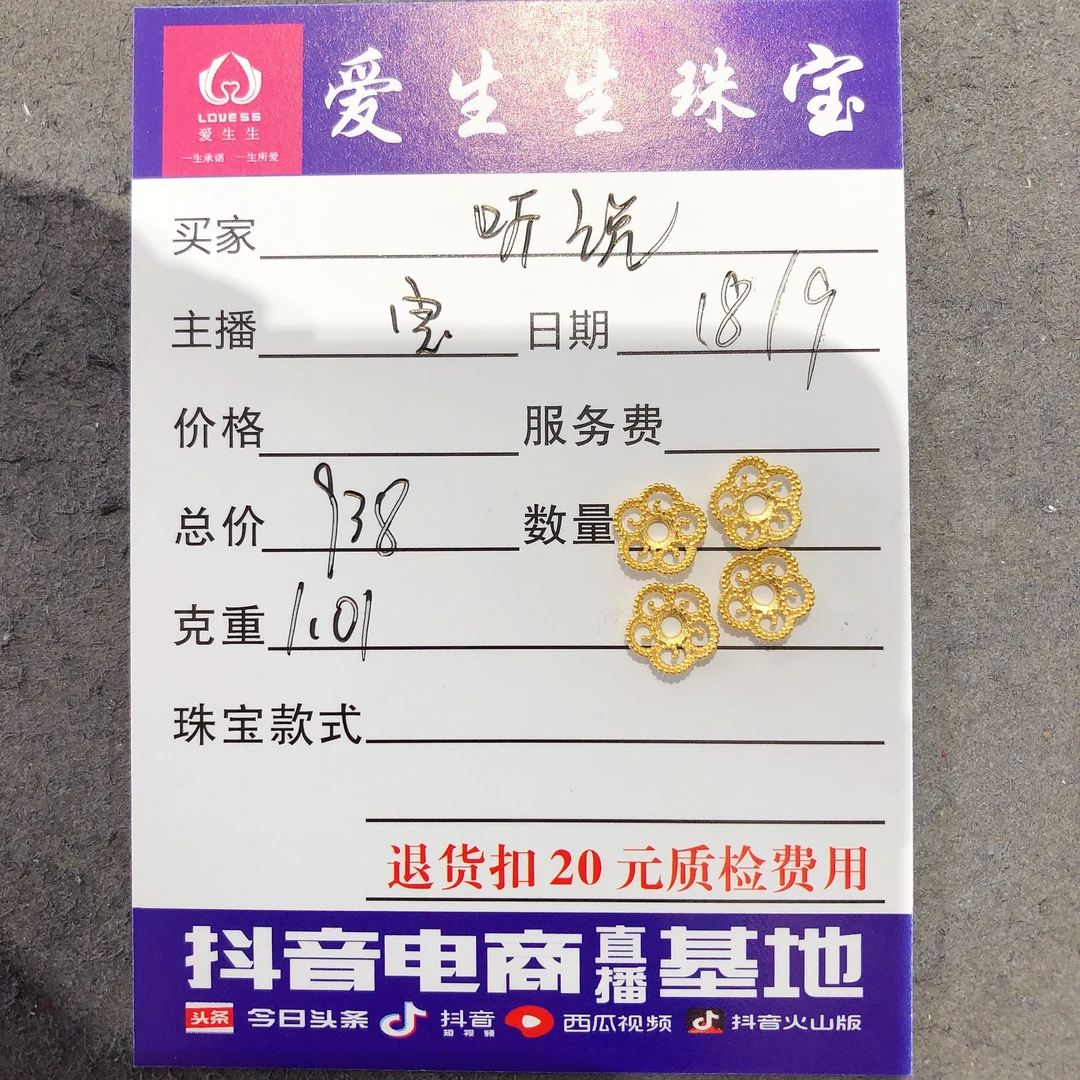 LOVESS
爱生生
一生承诺 一生所爱
爱生生珠宝
买家 听说
主播 宝 日期 18/9
价格 服务费
总价 938 数量
克重 1.01
珠宝款式
退货扣20元质检费用
抖音电商直播基地
头条 今日头条 抖音短视频 西瓜视频 抖音火山版